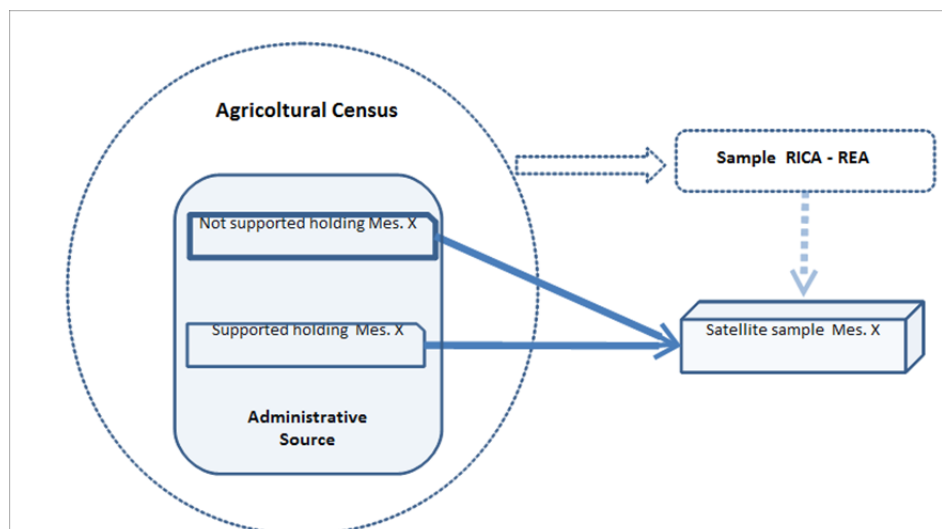 Agricoltural Census
Sample RICA - REA
Not supported holding Mes. X
Supported holding Mes. X
Satellite sample Mes. X
Administrative
Source